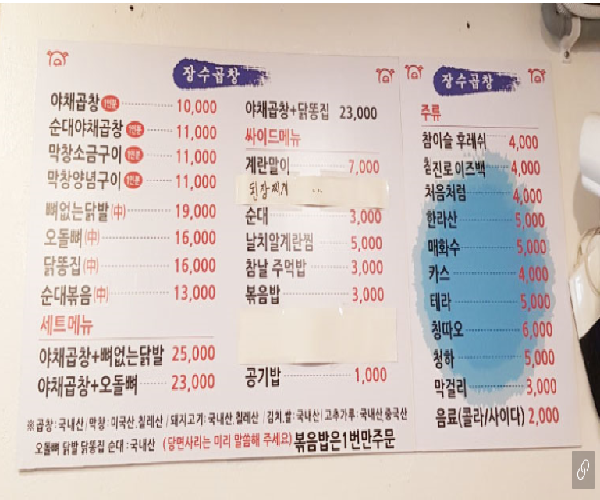 장수곱창
야채곱창 1인분 10,000
순대야채곱창 1인분 11,000
막창소금구이 1인분 11,000
막창양념구이 1인분 11,000
뼈없는닭발(中) 19,000
오돌뼈(中) 16,000
닭똥집(中) 16,000
순대볶음(中) 13,000
세트메뉴
야채곱창+뼈없는닭발 25,000
야채곱창+오돌뼈 23,000
야채곱창+닭똥집 23,000
싸이드메뉴
계란말이 7,000
된장찌개
순대 3,000
날치알계란찜 5,000
참날 주먹밥 3,000
볶음밥 3,000
공기밥 1,000
※곱창:국내산/막창:미국산,칠레산/돼지고기:국내산,칠레산/김치,쌀:국내산/고추가루:국내산,중국산
오돌뼈 닭발 닭똥집 순대:국내산 (당면사리는 미리 말씀해 주세요) 볶음밥은1번만주문
장수곱창
주류
참이슬 후레쉬 4,000
진로이즈백 4,000
처음처럼 4,000
한라산 5,000
매화수 5,000
카스 4,000
테라 5,000
칭따오 6,000
청하 5,000
막걸리 3,000
음료(콜라/사이다) 2,000